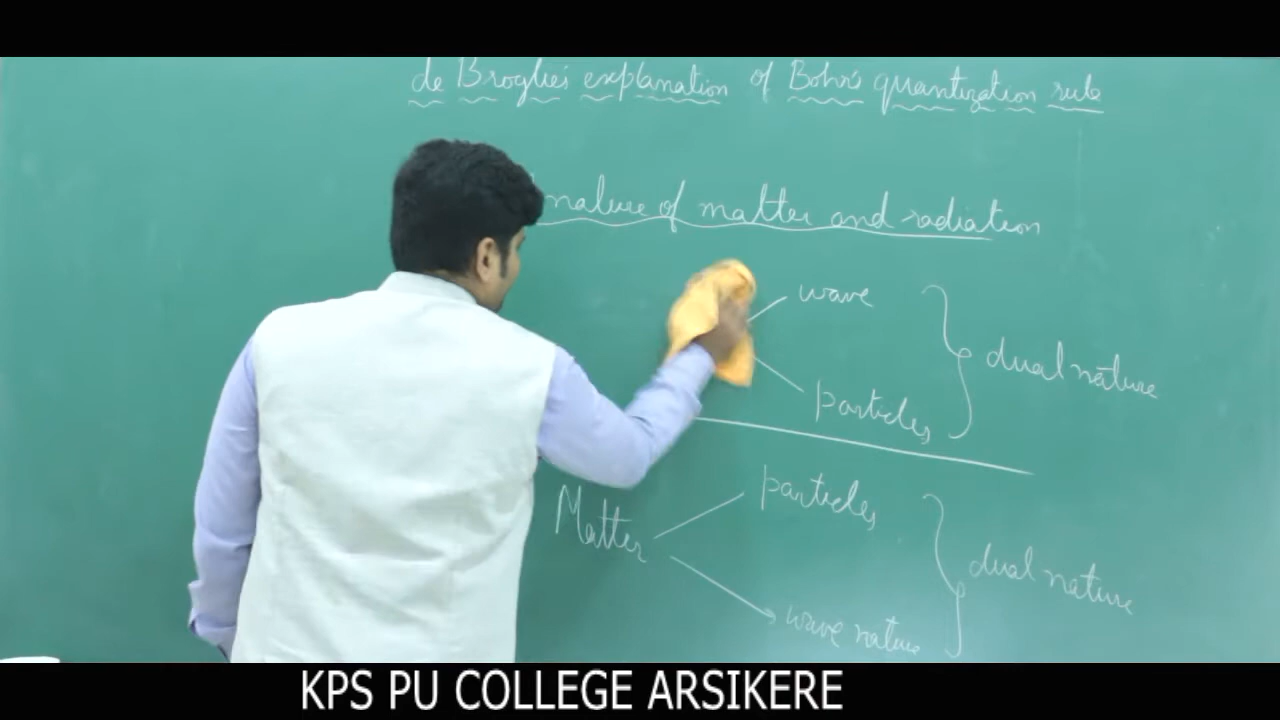 de Broglie's explanation of Bohr's quantization rule
nature of matter and radiation
wave
particles
dual nature
Matter
particles
wave nature
dual nature
KPS PU COLLEGE ARSIKERE